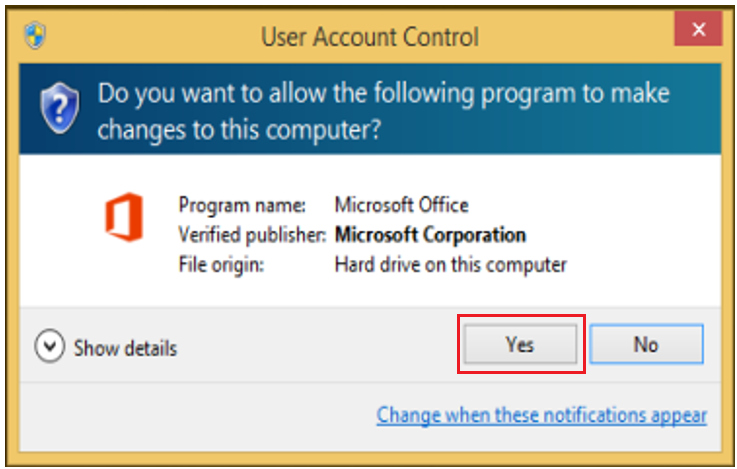 User Account Control
Do you want to allow the following program to make
changes to this computer?
Program name: Microsoft Office
Verified publisher: Microsoft Corporation
File origin: Hard drive on this computer
Show details
Yes
No
Change when these notifications appear